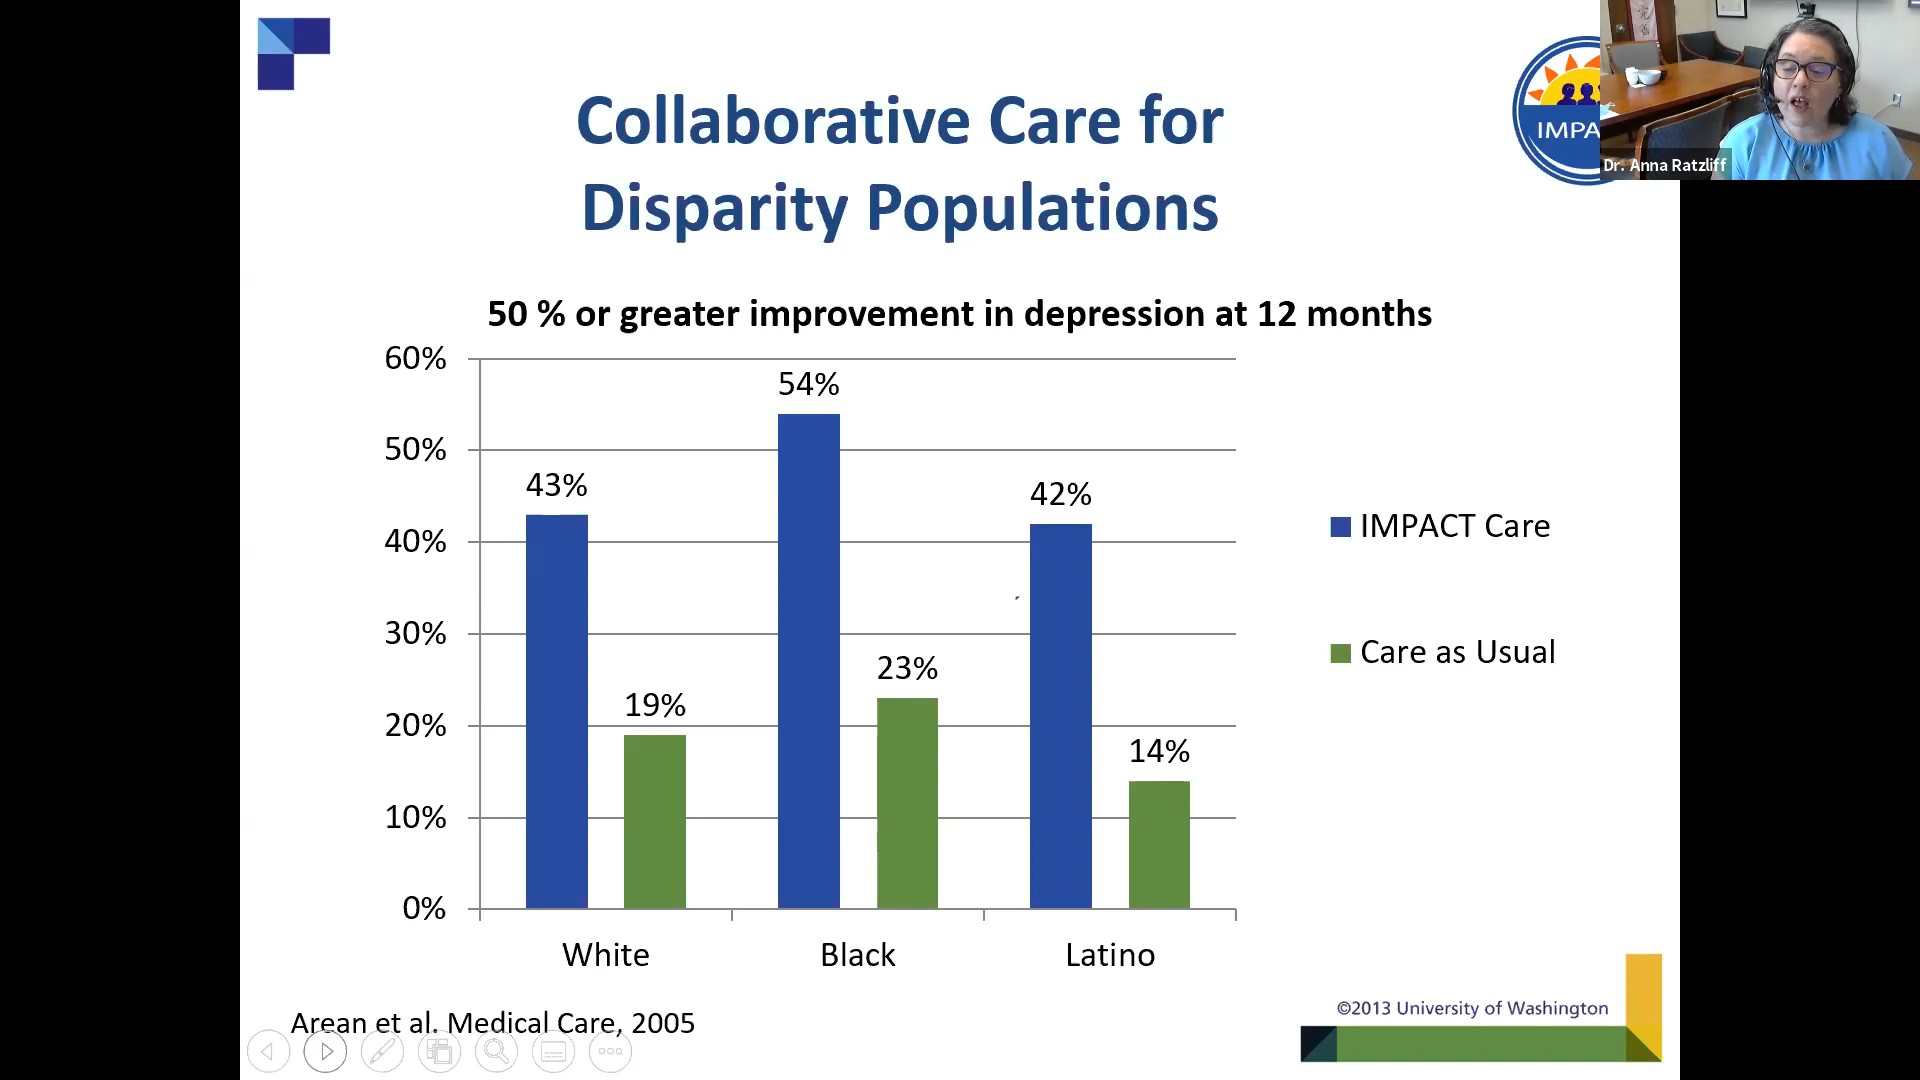 Collaborative Care for
Disparity Populations
IMPA
Dr. Anna Ratzliff
50 % or greater improvement in depression at 12 months
60%
50%
40%
30%
20%
10%
0%
43%
19%
54%
23%
42%
14%
White
Black
Latino
IMPACT Care
Care as Usual
Arean et al. Medical Care, 2005
©2013 University of Washington